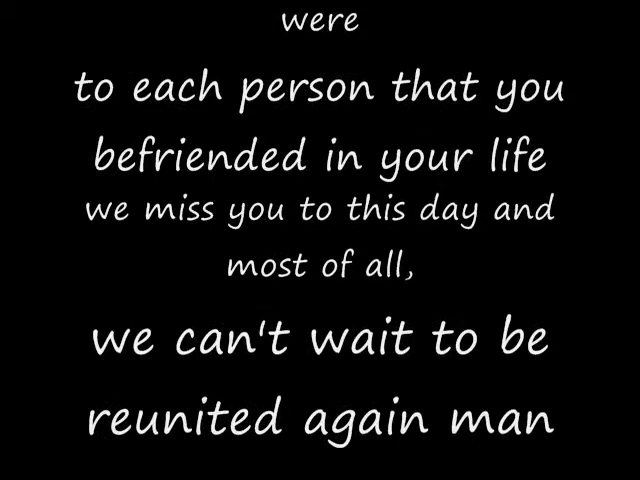 were
to each person that you
befriended in your life
we miss you to this day and
most of all,
we can't wait to be
reunited again man